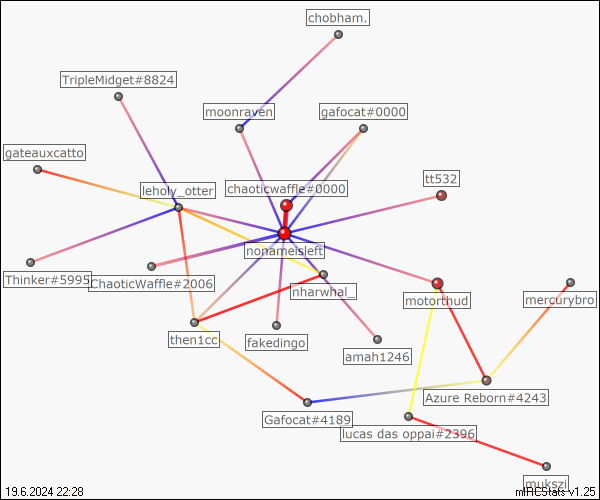 chobham.
TripleMidget#8824
moonraven
gafocat#0000
gateauxcatto
leholy_otter
chaoticwaffle#0000
tt532
nonameisleft
Thinker#5995
ChaoticWaffle#2006
nharwhal_
motorthud
mercurybro
then1cc
fakedingo
amah1246
Azure Reborn#4243
Gafocat#4189
lucas das oppai#2396
mukszi
19.6.2024 22:28
mIRCStats v1.25